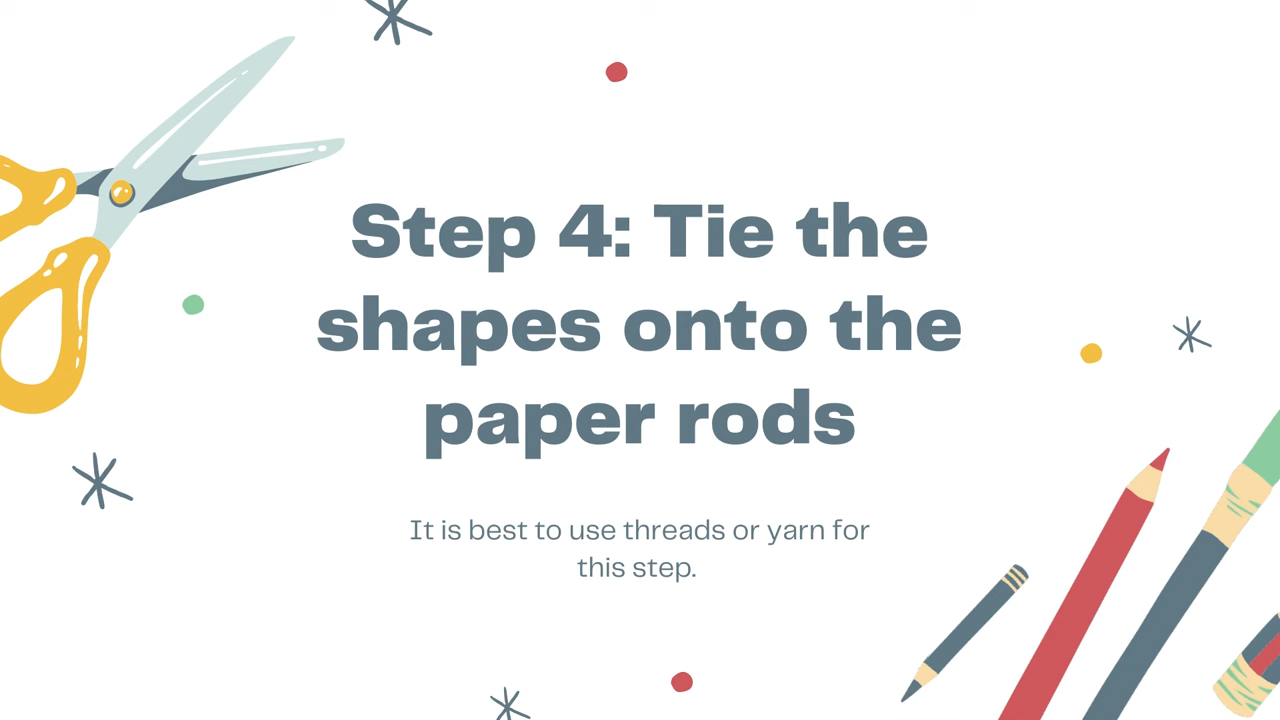 Step 4: Tie the
shapes onto the
paper rods
It is best to use threads or yarn for
this step.